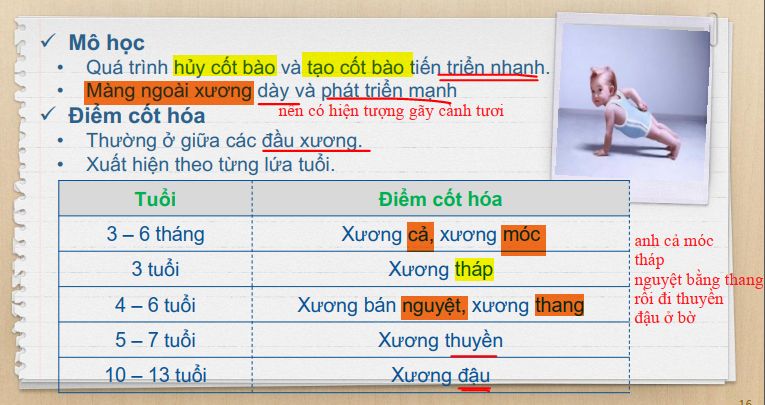 ✓ Mô học
• Quá trình hủy cốt bào và tạo cốt bào tiến triển nhanh.
• Màng ngoài xương dày và phát triển mạnh
nên có hiện tượng gãy cành tươi
✓ Điểm cốt hóa
• Thường ở giữa các đầu xương.
• Xuất hiện theo từng lứa tuổi.
Tuổi Điểm cốt hóa
3 – 6 tháng Xương cả, xương móc
3 tuổi Xương tháp
4 – 6 tuổi Xương bán nguyệt, xương thang
5 – 7 tuổi Xương thuyền
10 – 13 tuổi Xương đậu
anh cả móc
tháp
nguyệt bằng thang
rồi đi thuyền
đậu ở bờ
16